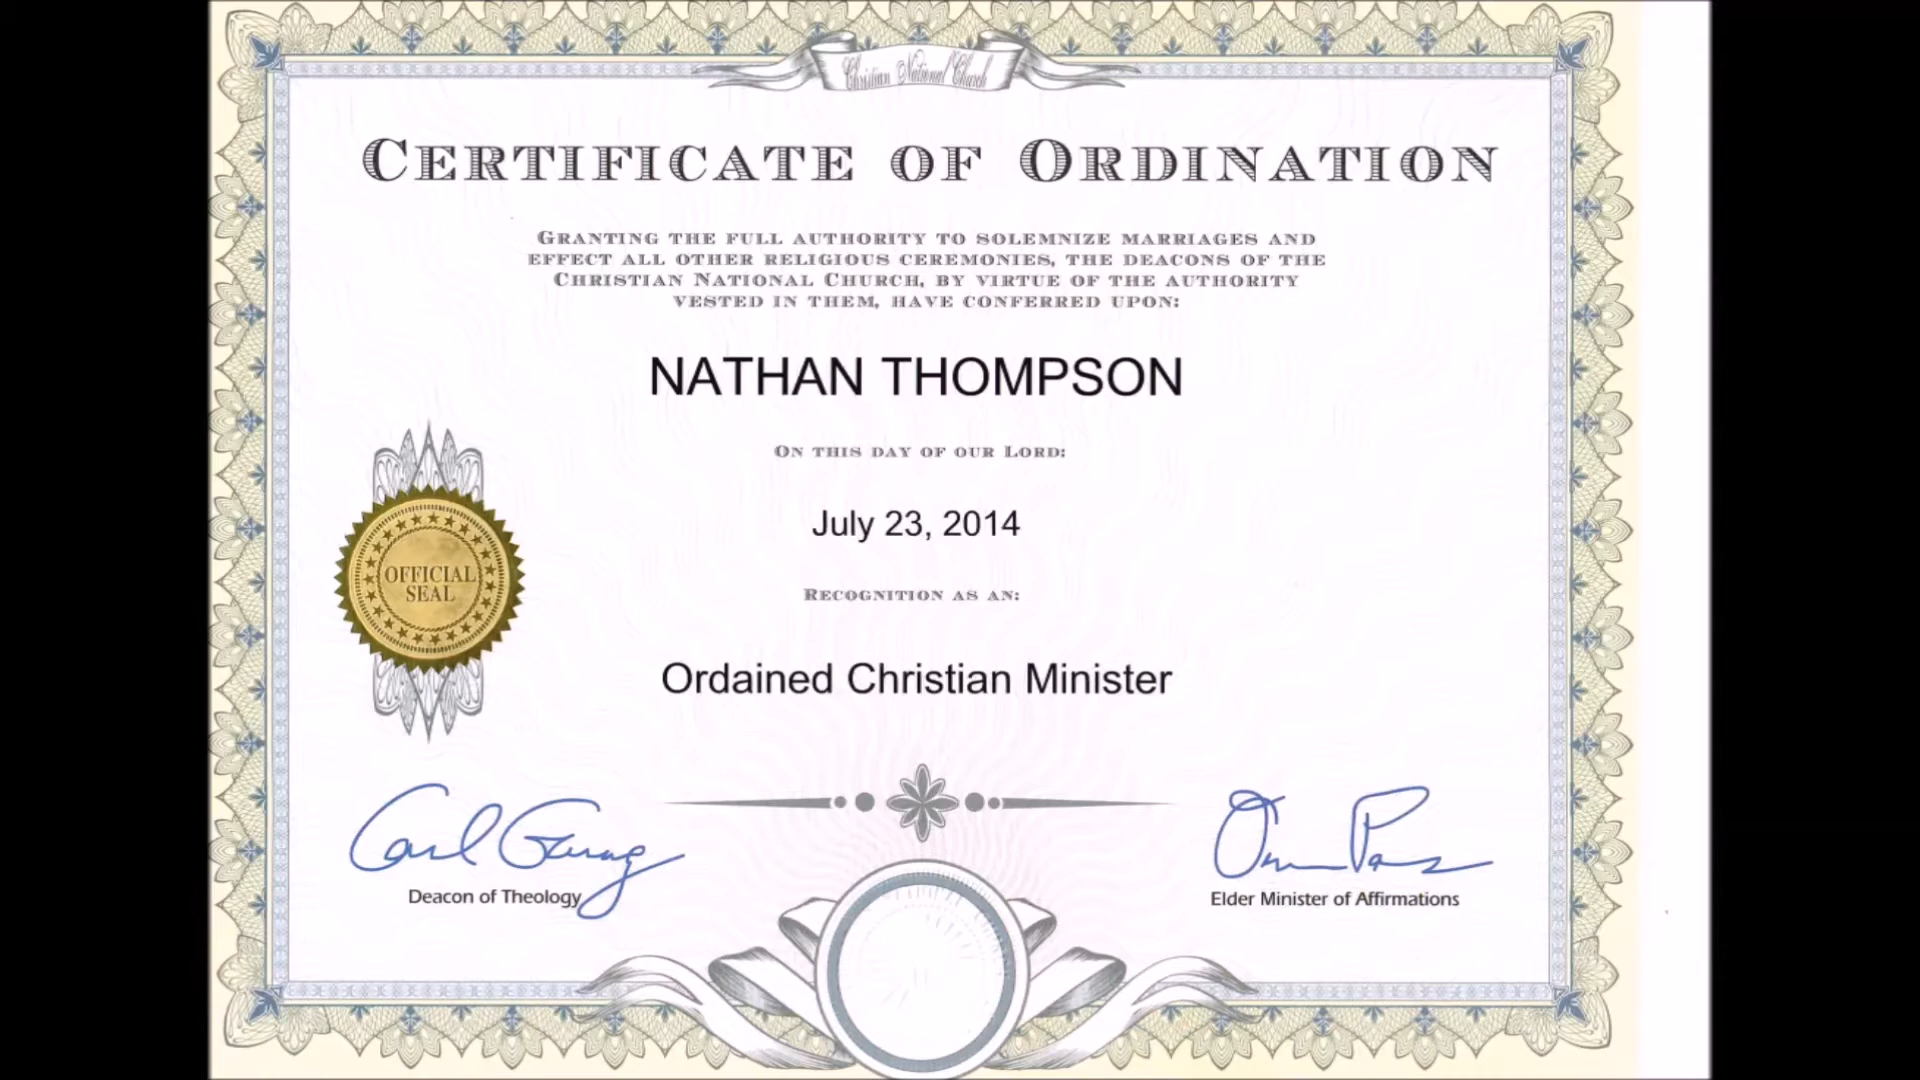 Christian National Church
CERTIFICATE OF ORDINATION
GRANTING THE FULL AUTHORITY TO SOLEMNIZE MARRIAGES AND
EFFECT ALL OTHER RELIGIOUS CEREMONIES, THE DEACONS OF THE
CHRISTIAN NATIONAL CHURCH, BY VIRTUE OF THE AUTHORITY
VESTED IN THEM, HAVE CONFERRED UPON:
NATHAN THOMPSON
ON THIS DAY OF OUR LORD:
July 23, 2014
OFFICIAL
SEAL
RECOGNITION AS AN:
Ordained Christian Minister
Carl
Deacon of Theology
Elder Minister of Affirmations